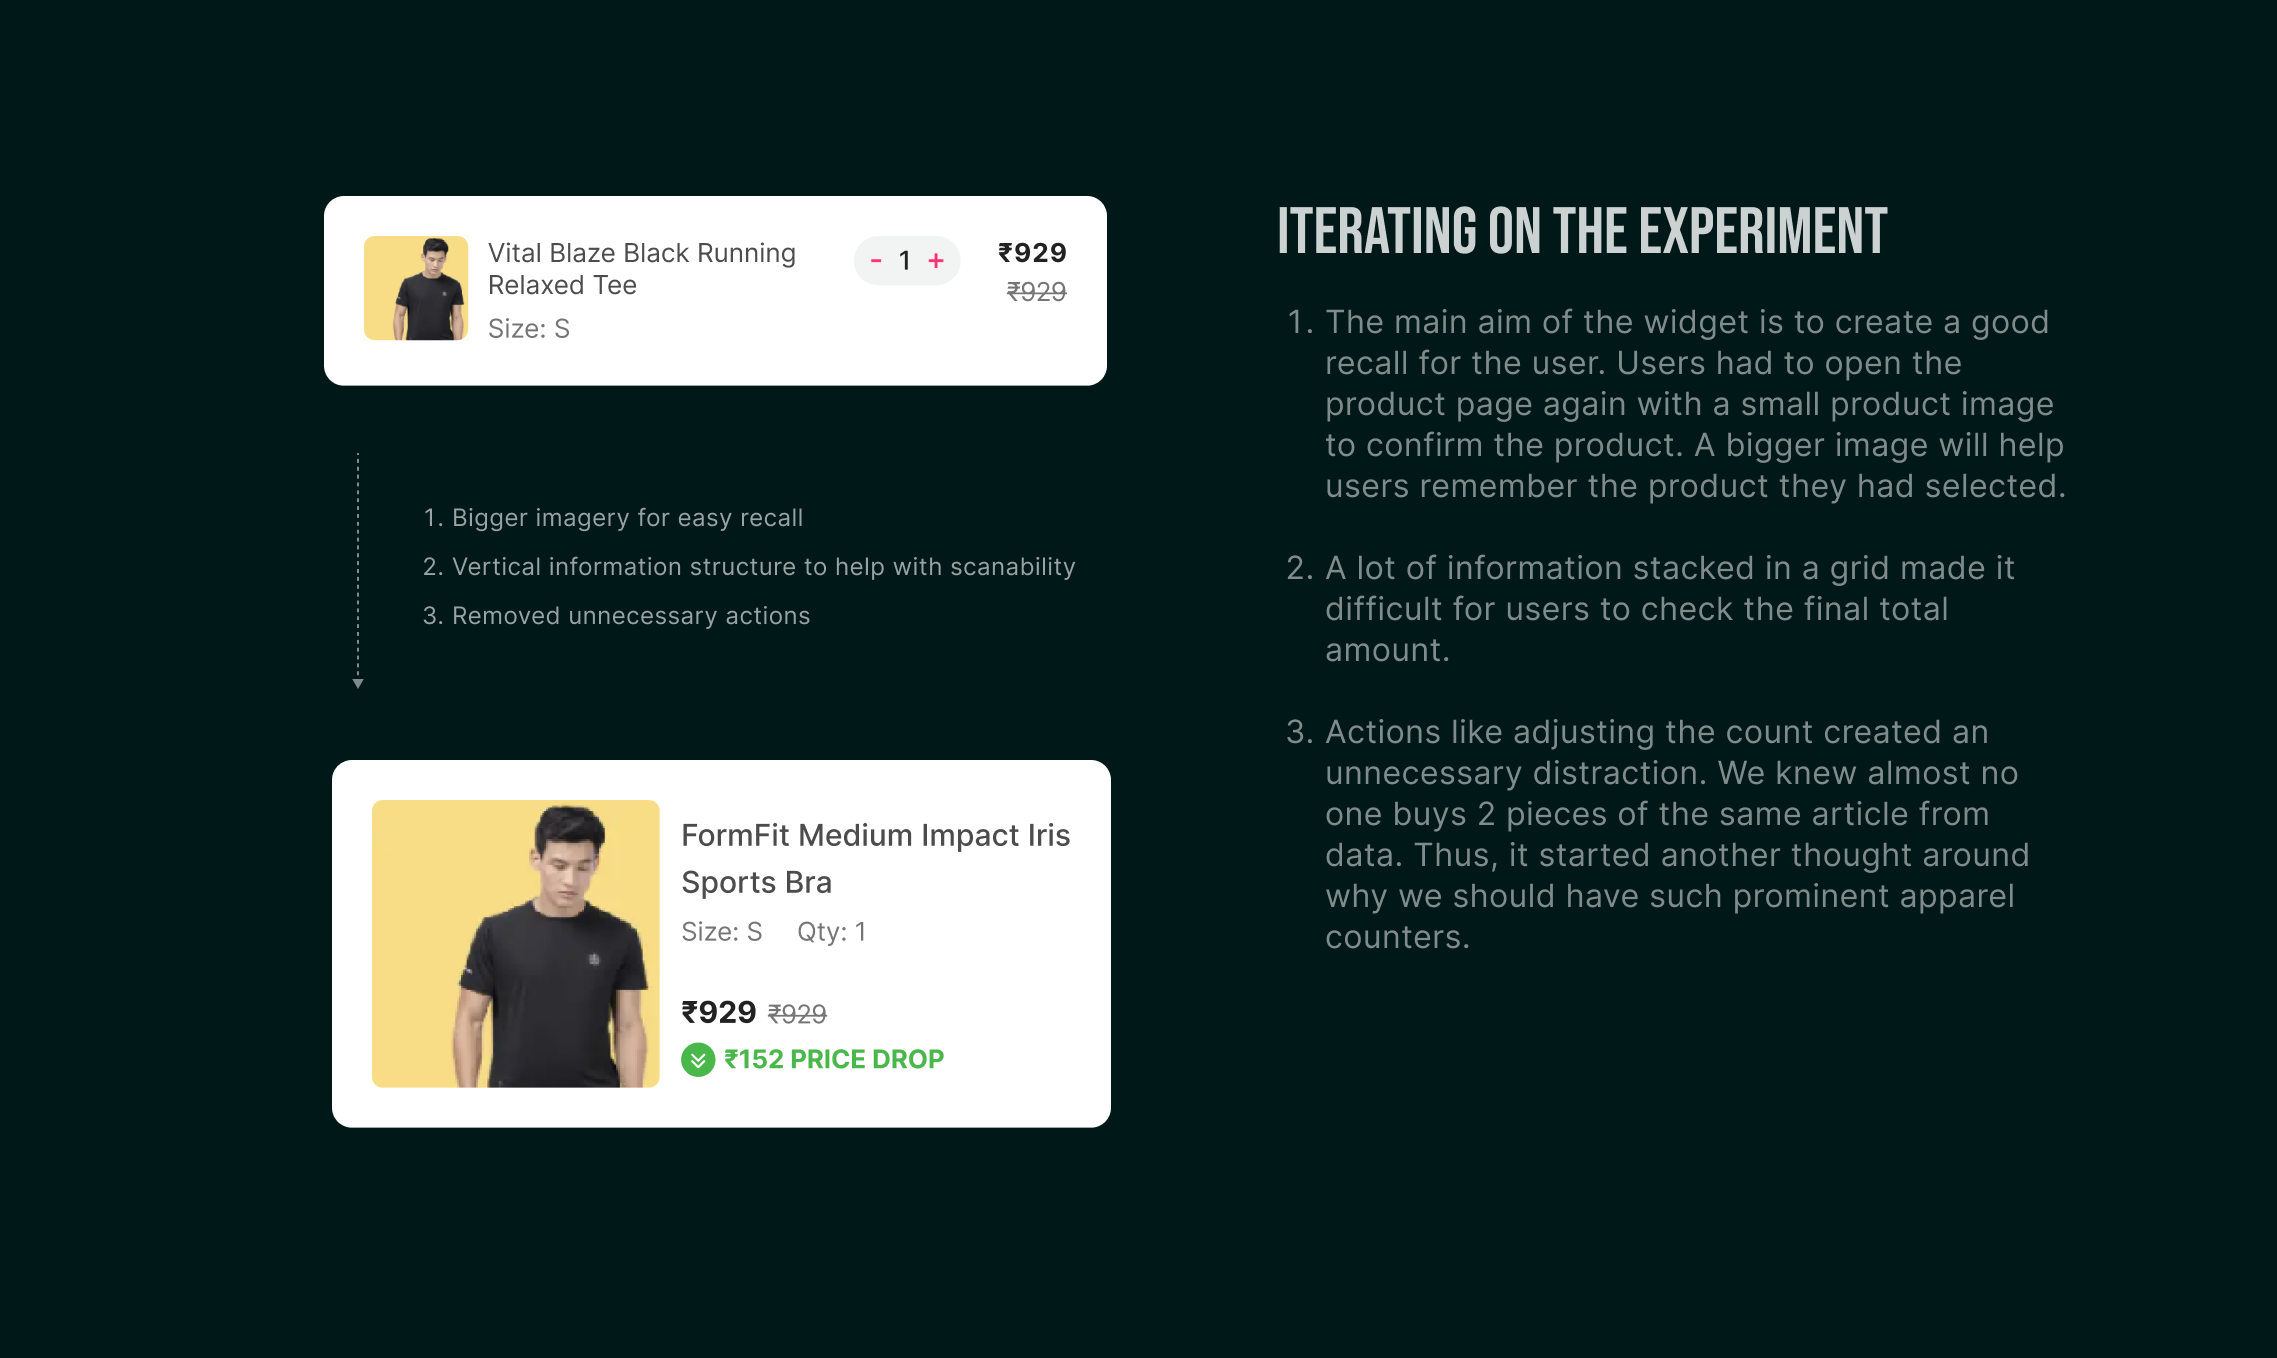 Vital Blaze Black Running
Relaxed Tee
Size: S
- 1 +
₹929
₹929
1. Bigger imagery for easy recall
2. Vertical information structure to help with scanability
3. Removed unnecessary actions
FormFit Medium Impact Iris
Sports Bra
Size: S Qty: 1
₹929 ₹929
₹152 PRICE DROP
ITERATING ON THE EXPERIMENT
1. The main aim of the widget is to create a good
recall for the user. Users had to open the
product page again with a small product image
to confirm the product. A bigger image will help
users remember the product they had selected.
2. A lot of information stacked in a grid made it
difficult for users to check the final total
amount.
3. Actions like adjusting the count created an
unnecessary distraction. We knew almost no
one buys 2 pieces of the same article from
data. Thus, it started another thought around
why we should have such prominent apparel
counters.